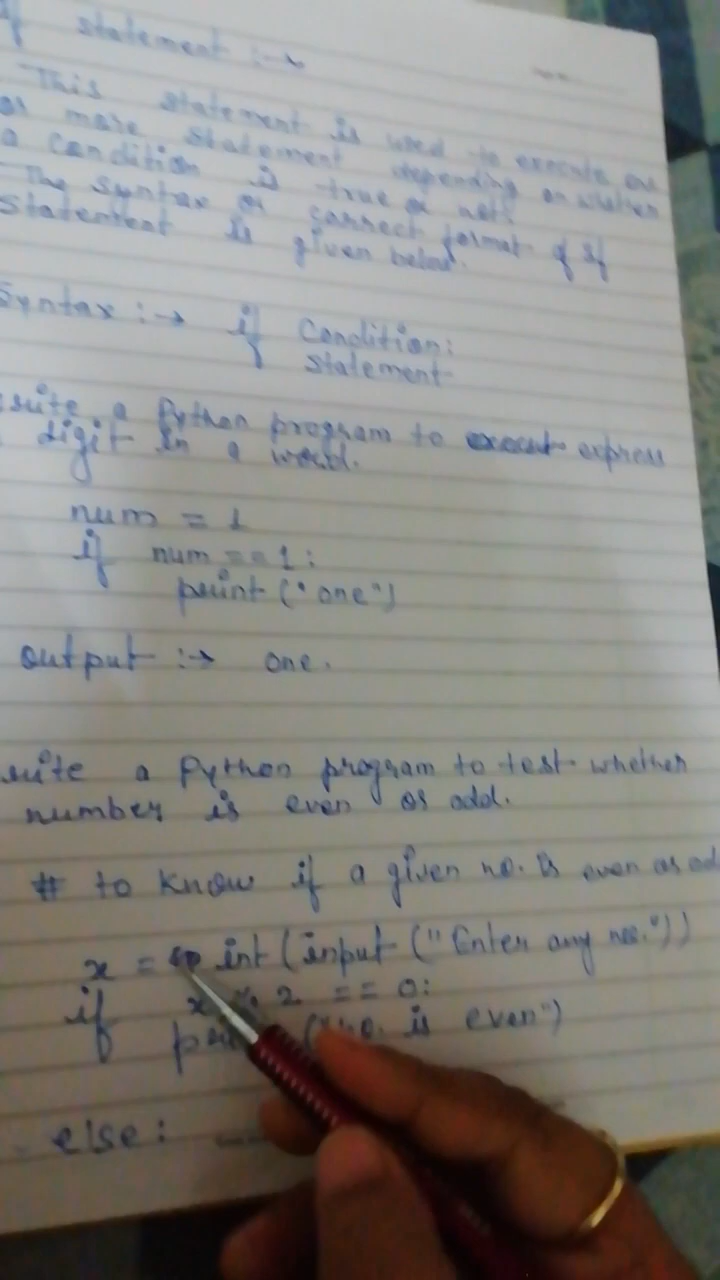 if statement :→
This statement is used to execute one
or more statement depending on whether
a condition is true or not.
The syntax or correct format of if
statement is given below.
Syntax :→ if Condition:
statement
write a Python program to express
digit in a word.
num = 1
if num == 1:
print ("one")
output :→ one.
write a Python program to test whether
number is even or odd.
# to know if a given no. is even or od
x = int (input ("Enter any no."))
if x % 2 == 0:
is even")
else: